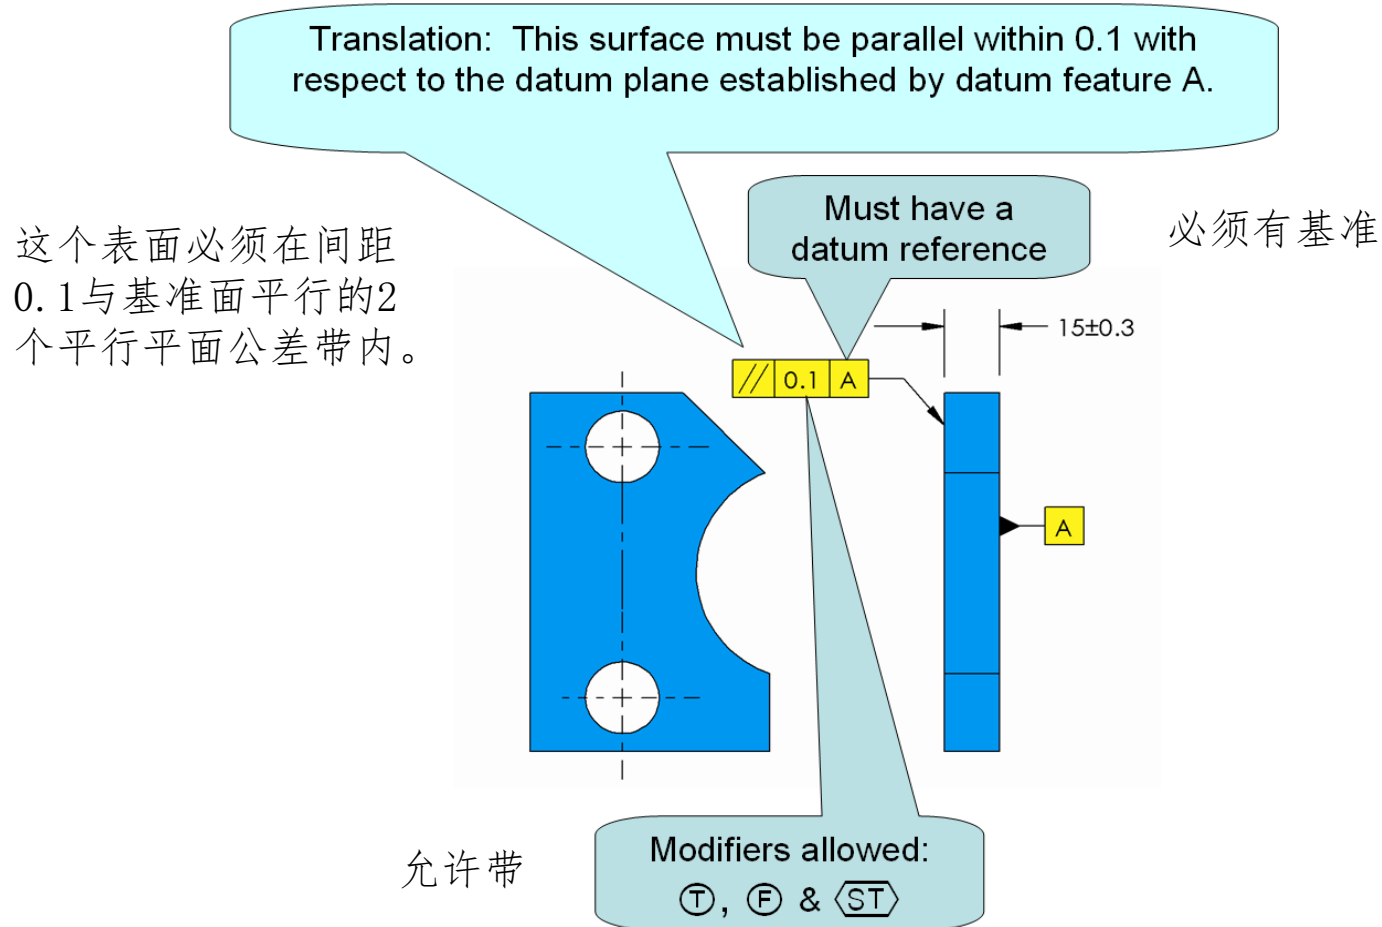 Translation: This surface must be parallel within 0.1 with
respect to the datum plane established by datum feature A.
Must have a
datum reference
必须有基准
这个表面必须在间距
0.1与基准面平行的2
个平行平面公差带内。
15±0.3
// 0.1 A
A
允许带
Modifiers allowed:
Ⓣ, Ⓕ & ST